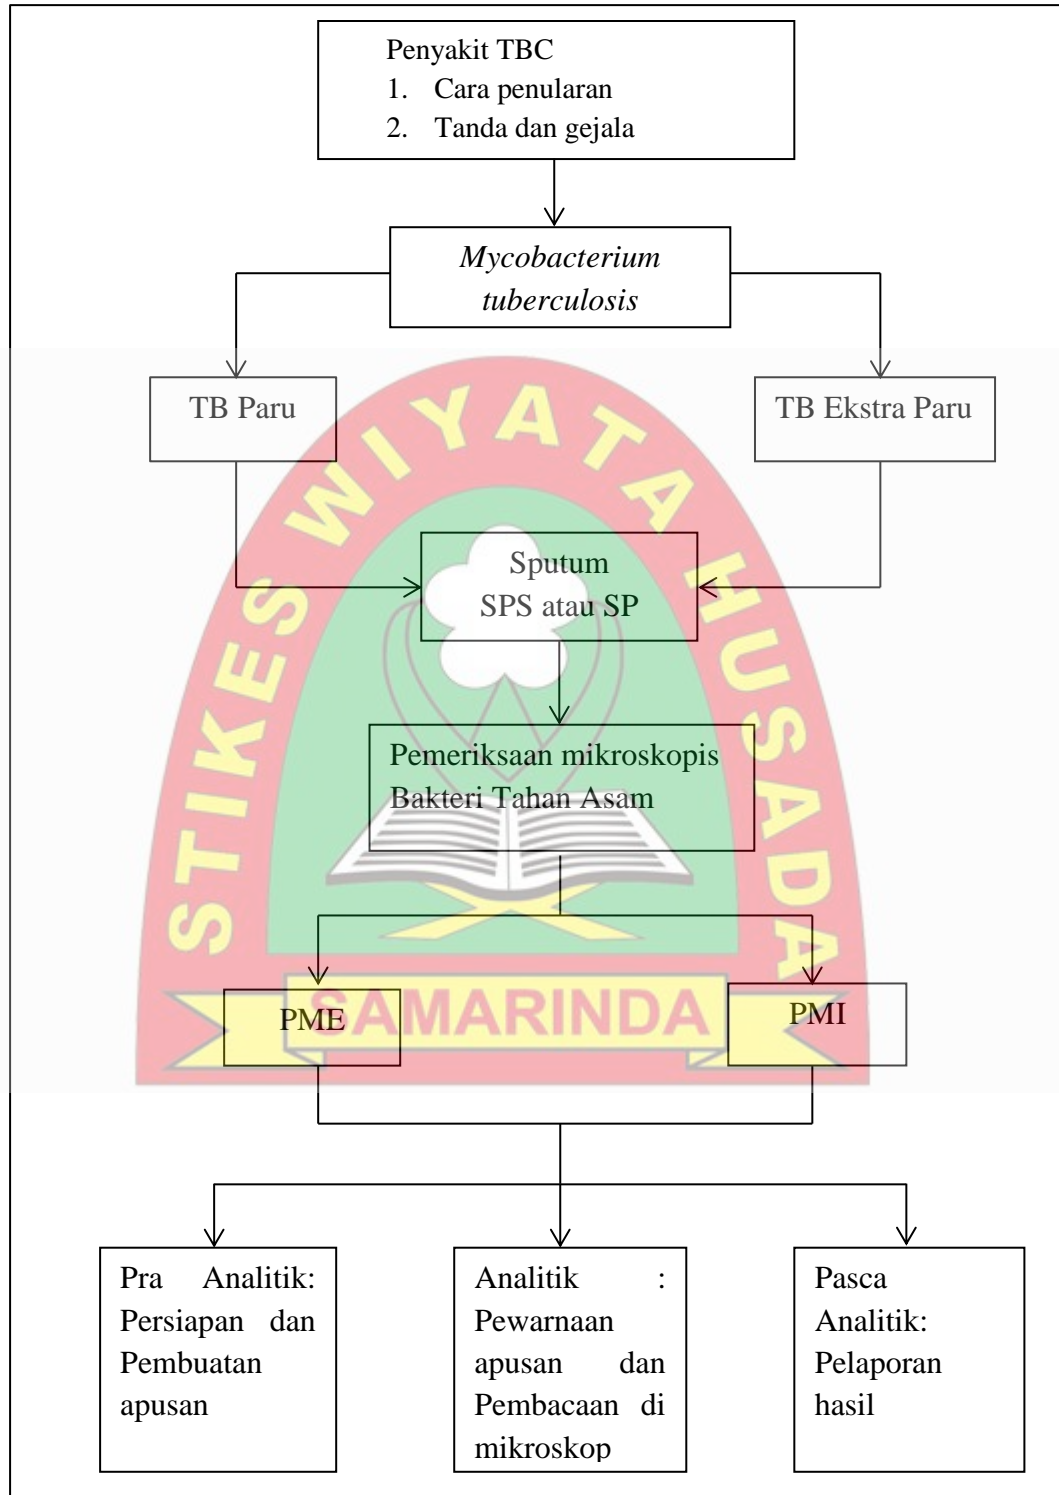 Penyakit TBC
1. Cara penularan
2. Tanda dan gejala
Mycobacterium
tuberculosis
TB Paru
TB Ekstra Paru
STIKES WIYATA HUSADA
Sputum
SPS atau SP
Pemeriksaan mikroskopis
Bakteri Tahan Asam
PME
SAMARINDA
PMI
Pra Analitik:
Persiapan dan
Pembuatan
apusan
Analitik :
Pewarnaan
apusan dan
Pembacaan di
mikroskop
Pasca
Analitik:
Pelaporan
hasil